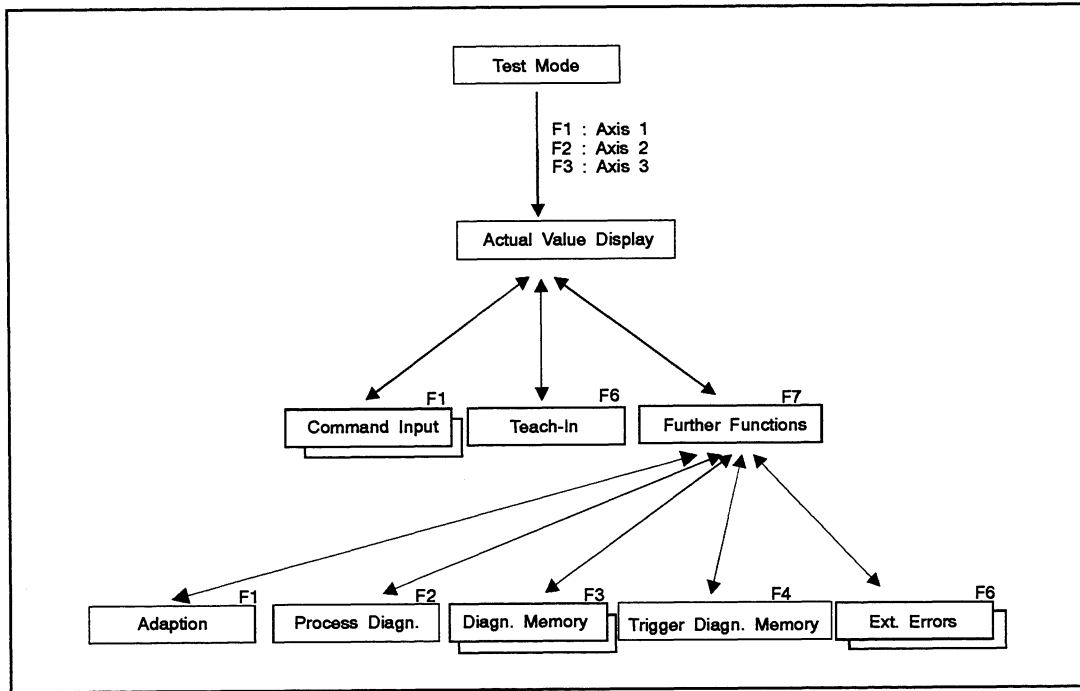 Test Mode
F1 : Axis 1
F2 : Axis 2
F3 : Axis 3
Actual Value Display
F1
Command Input
F6
Teach-In
F7
Further Functions
F1
Adaption
F2
Process Diagn.
F3
Diagn. Memory
F4
Trigger Diagn. Memory
F6
Ext. Errors